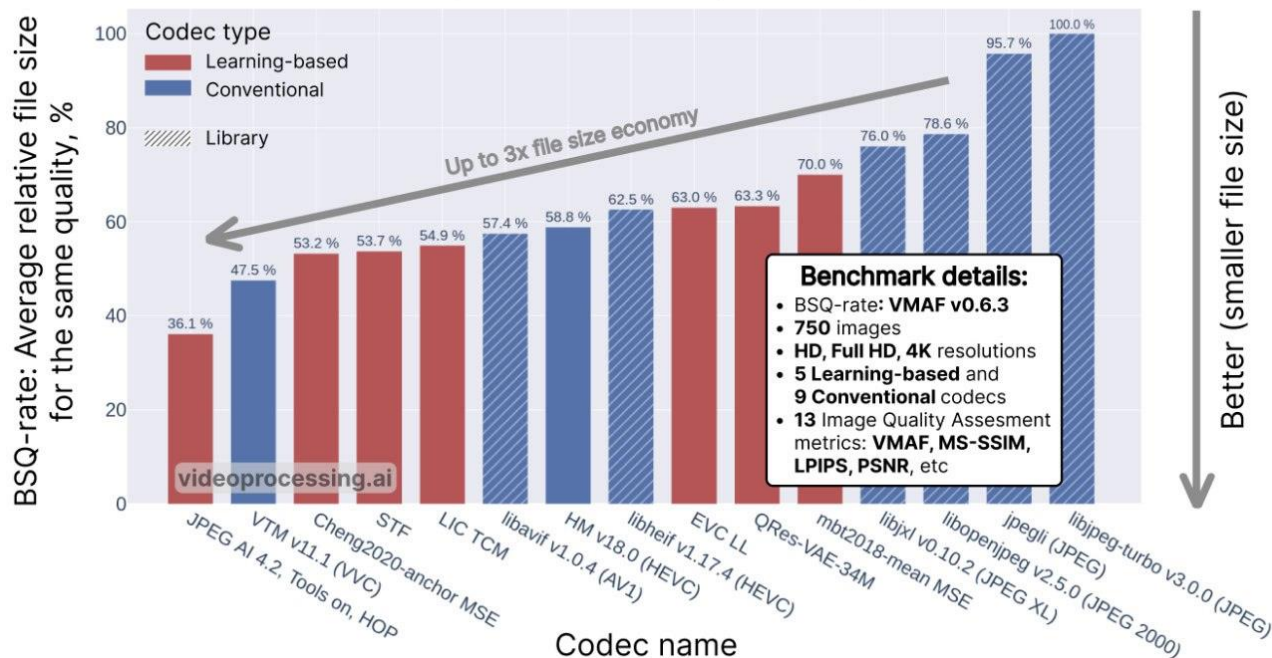 BSQ-rate: Average relative file size
for the same quality, %
100
80
60
40
20
0
Codec type
Learning-based
Conventional
Library
Up to 3x file size economy
36.1 %
47.5 %
53.2 %
53.7 %
54.9 %
57.4 %
58.8 %
62.5 %
63.0 %
63.3 %
70.0 %
76.0 %
78.6 %
95.7 %
100.0 %
Benchmark details:
• BSQ-rate: VMAF v0.6.3
• 750 images
• HD, Full HD, 4K resolutions
• 5 Learning-based and
9 Conventional codecs
• 13 Image Quality Assesment
metrics: VMAF, MS-SSIM,
LPIPS, PSNR, etc
videoprocessing.ai
JPEG AI 4.2, Tools on, HOP
VTM v11.1 (VVC)
Cheng2020-anchor MSE
STF
LIC TCM
libavif v1.0.4 (AV1)
HM v18.0 (HEVC)
libheif v1.17.4 (HEVC)
EVC LL
QRes-VAE-34M
mbt2018-mean MSE
libjxl v0.10.2 (JPEG XL)
libopenjpeg v2.5.0 (JPEG 2000)
jpegli (JPEG)
libjpeg-turbo v3.0.0 (JPEG)
Codec name
Better (smaller file size)